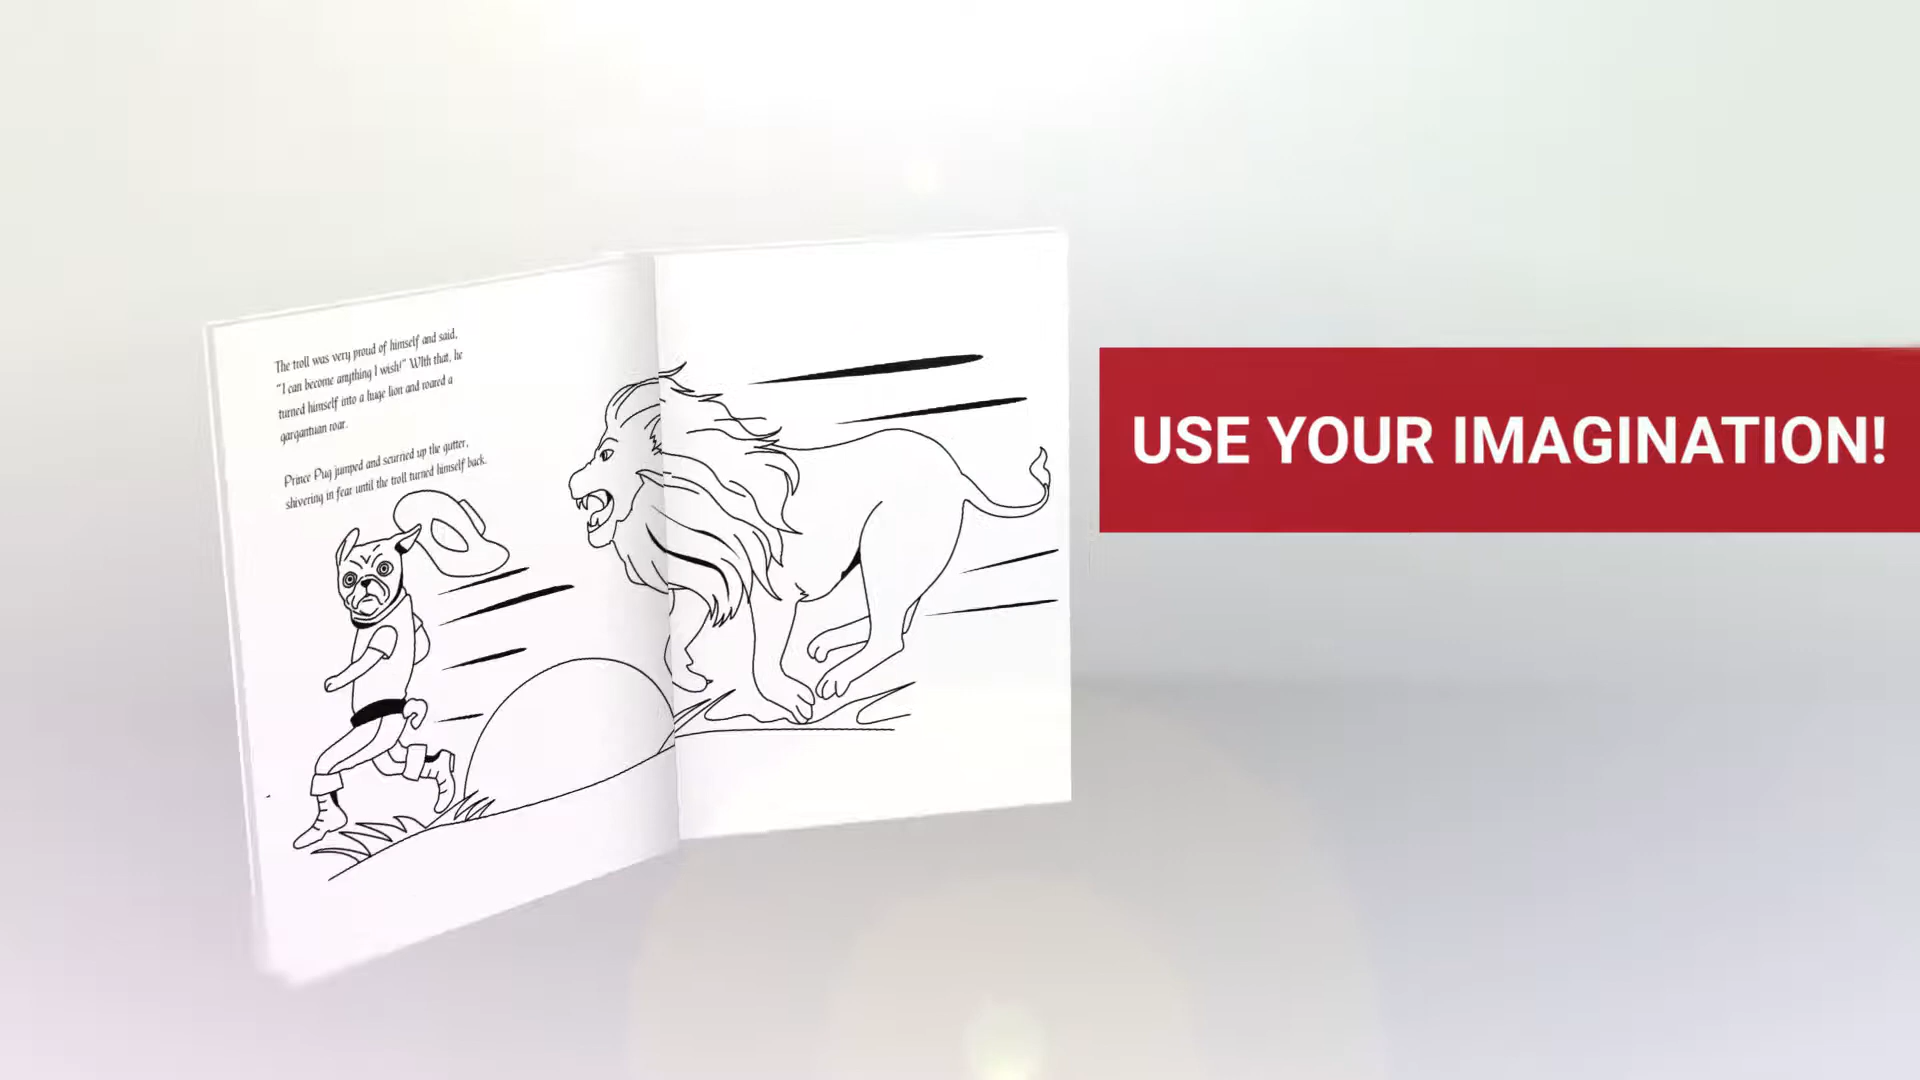 The troll was very proud of himself and said,
"I can become anything I wish!" WIth that, he
turned himself into a huge lion and roared a
gargantuan roar.
Prince Pug jumped and scurried up the gutter,
shivering in fear until the troll turned himself back.
USE YOUR IMAGINATION!